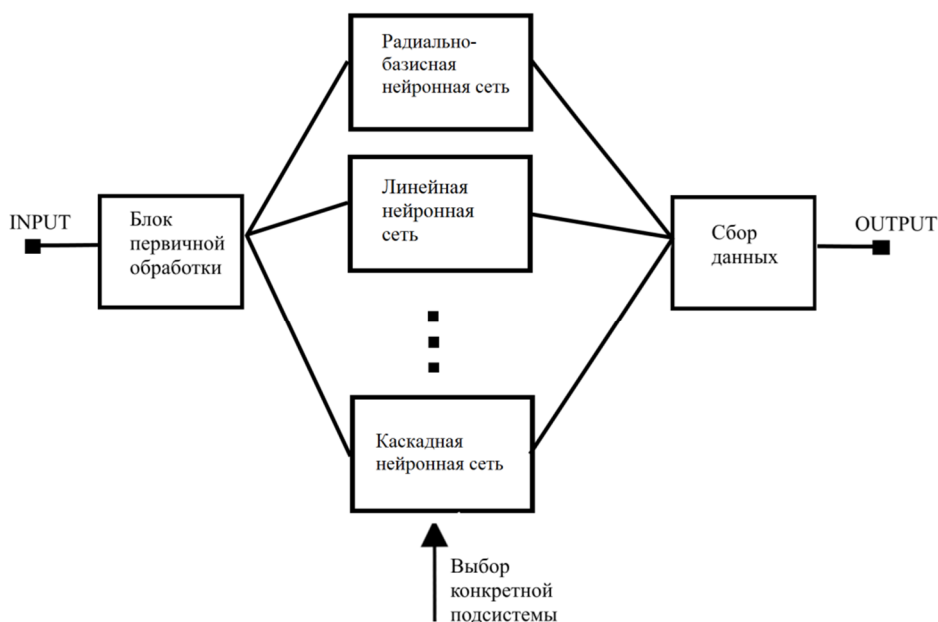 Радиально-
базисная
нейронная сеть
Линейная
нейронная
сеть
INPUT
Блок
первичной
обработки
Сбор
данных
OUTPUT
Каскадная
нейронная сеть
Выбор
конкретной
подсистемы